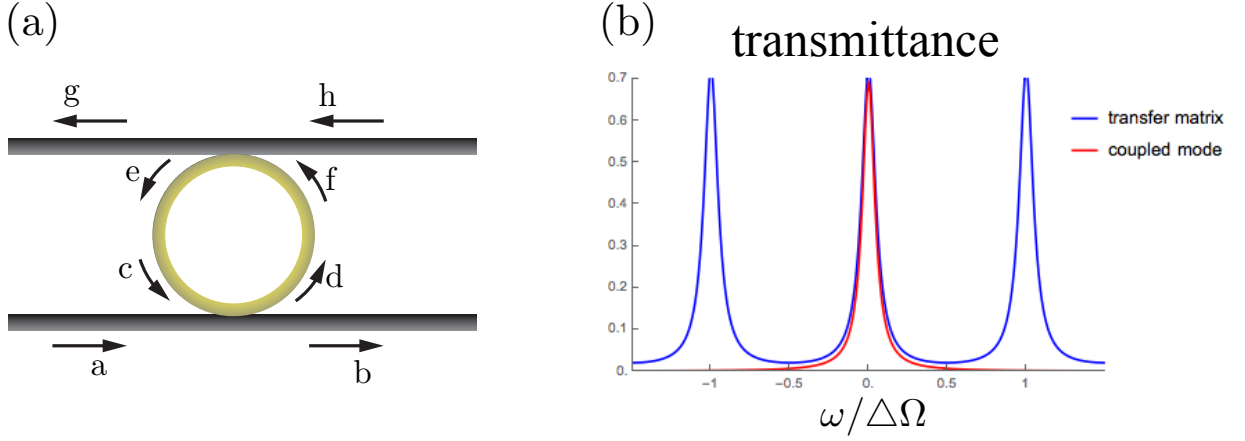 (a)
g
h
e
f
c
d
a
b
(b)
transmittance
0.7
0.6
0.5
0.4
0.3
0.2
0.1
0.
-1
-0.5
0.
0.5
1
ω/△Ω
transfer matrix
coupled mode